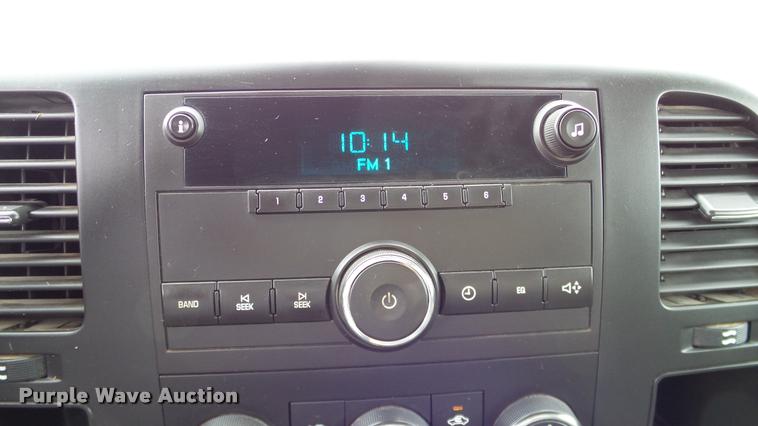 10:14
FM 1
1 2 3 4 5 6
BAND SEEK SEEK EQ
Purple Wave Auction